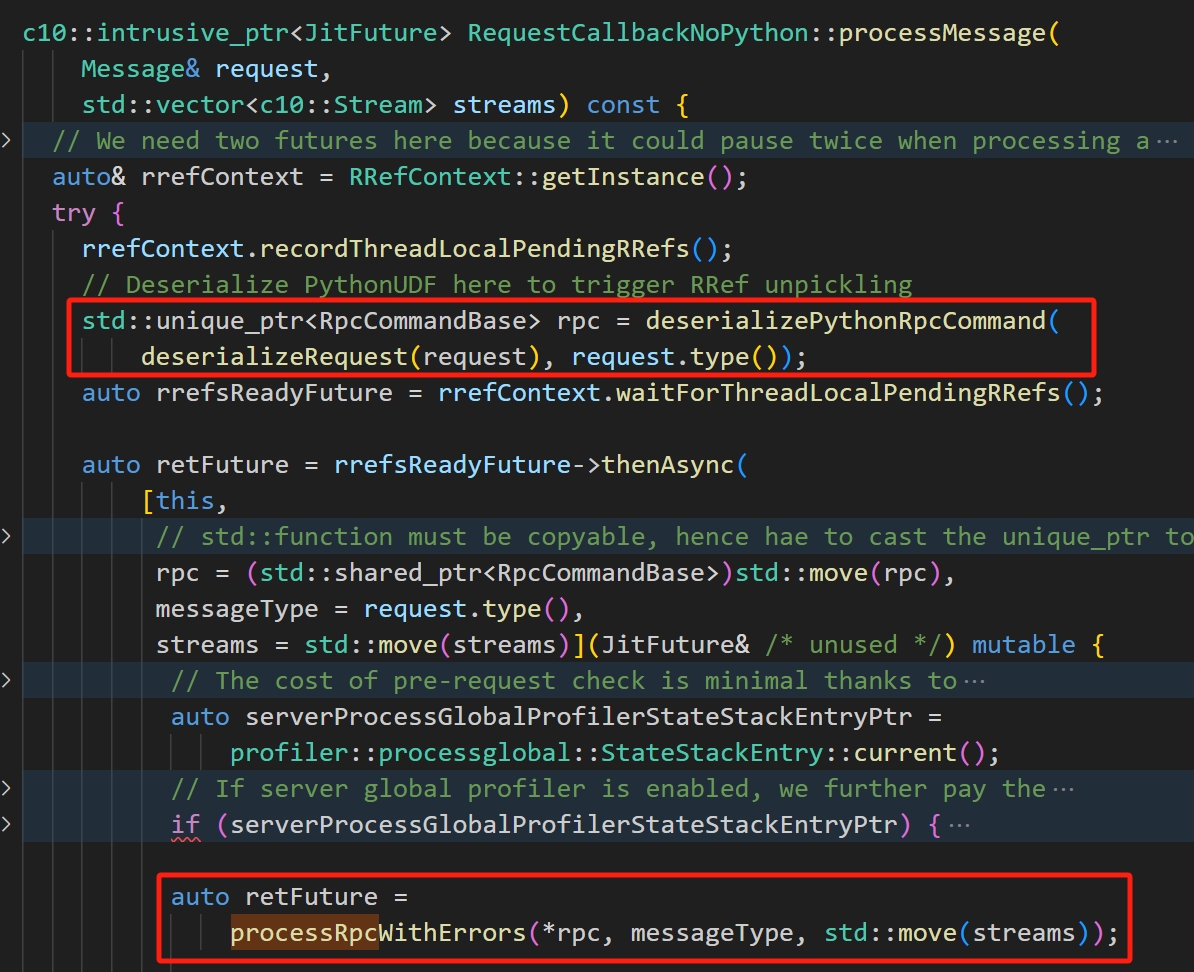 c10::intrusive_ptr<JitFuture> RequestCallbackNoPython::processMessage(
Message& request,
std::vector<c10::Stream> streams) const {
// We need two futures here because it could pause twice when processing a···
auto& rrefContext = RRefContext::getInstance();
try {
rrefContext.recordThreadLocalPendingRRefs();
// Deserialize PythonUDF here to trigger RRef unpickling
std::unique_ptr<RpcCommandBase> rpc = deserializePythonRpcCommand(
deserializeRequest(request), request.type());
auto rrefsReadyFuture = rrefContext.waitForThreadLocalPendingRRefs();
auto retFuture = rrefsReadyFuture->thenAsync(
[this,
// std::function must be copyable, hence hae to cast the unique_ptr to
rpc = (std::shared_ptr<RpcCommandBase>)std::move(rpc),
messageType = request.type(),
streams = std::move(streams)](JitFuture& /* unused */) mutable {
// The cost of pre-request check is minimal thanks to···
auto serverProcessGlobalProfilerStateStackEntryPtr =
profiler::processglobal::StateStackEntry::current();
// If server global profiler is enabled, we further pay the···
if (serverProcessGlobalProfilerStateStackEntryPtr) {···
auto retFuture =
processRpcWithErrors(*rpc, messageType, std::move(streams));